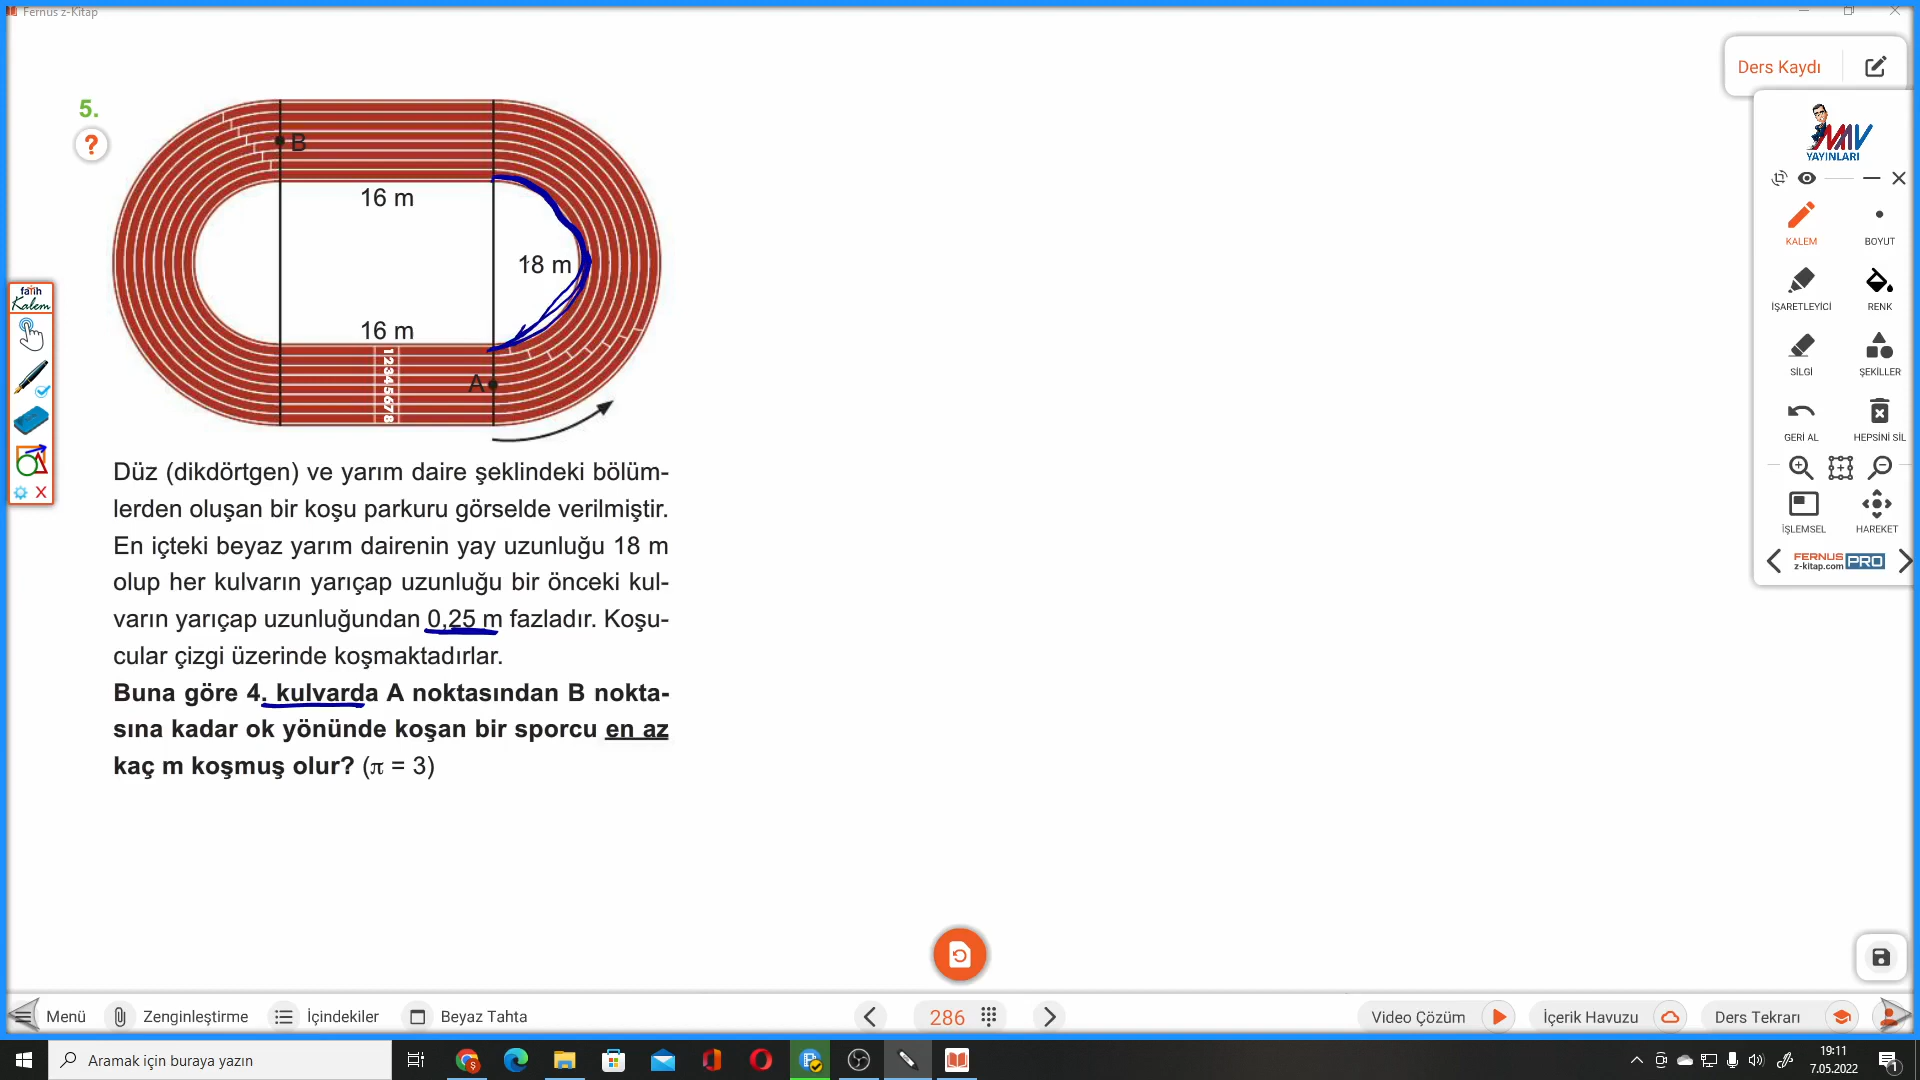 Fernus z-Kitap
Ders Kaydı
5.
?
B
16 m
18 m
16 m
12345678
A
MAV
YAYINLARI
KALEM
BOYUT
İŞARETLEYİCİ
RENK
SİLGİ
ŞEKİLLER
GERİ AL
HEPSİNİ SİL
İŞLEMSEL
HAREKET
FERNUS
z-kitap.com PRO
fatih
Kalem
Düz (dikdörtgen) ve yarım daire şeklindeki bölüm-
lerden oluşan bir koşu parkuru görselde verilmiştir.
En içteki beyaz yarım dairenin yay uzunluğu 18 m
olup her kulvarın yarıçap uzunluğu bir önceki kul-
varın yarıçap uzunluğundan 0,25 m fazladır. Koşu-
cular çizgi üzerinde koşmaktadırlar.
Buna göre 4. kulvarda A noktasından B nokta-
sına kadar ok yönünde koşan bir sporcu en az
kaç m koşmuş olur? (π = 3)
Menü
Zenginleştirme
İçindekiler
Beyaz Tahta
286
Video Çözüm
İçerik Havuzu
Ders Tekrarı
Aramak için buraya yazın
19:11
7.05.2022
1